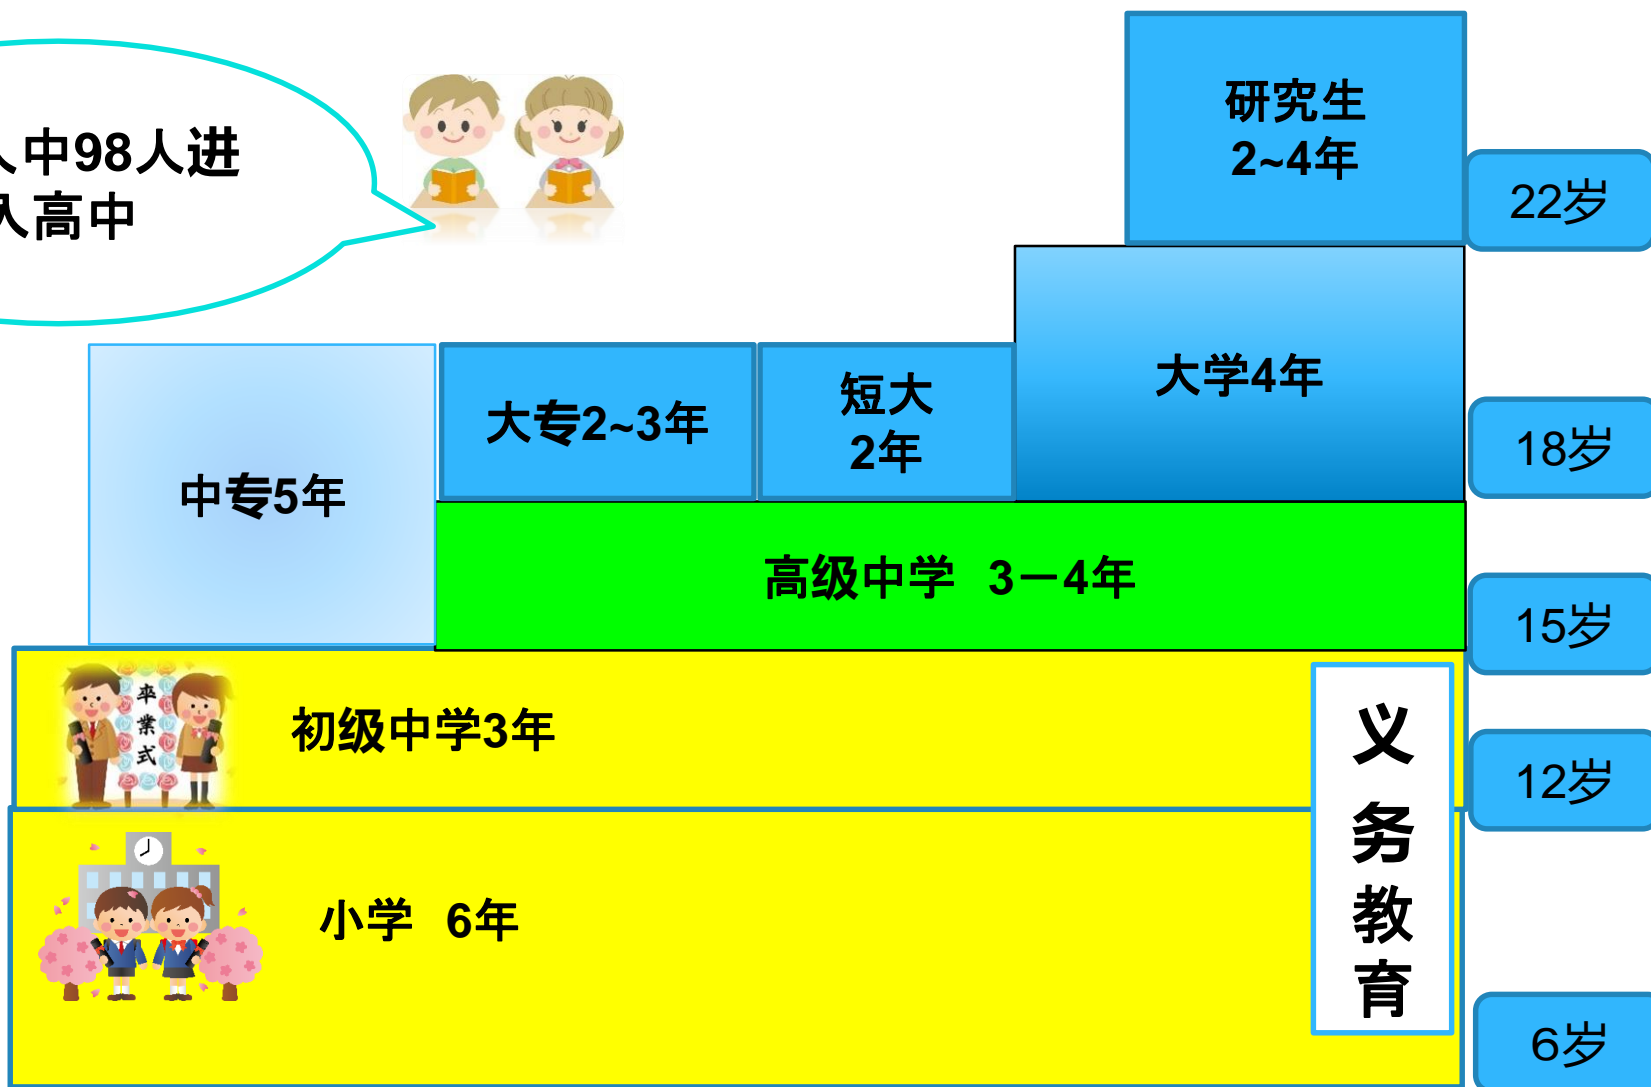 人中98人进
入高中
研究生
2~4年
22岁
大学4年
短大
2年
大专2~3年
中专5年
18岁
高级中学 3－4年
15岁
卒
業
式
初级中学3年
12岁
小学 6年
义
务
教
育
6岁